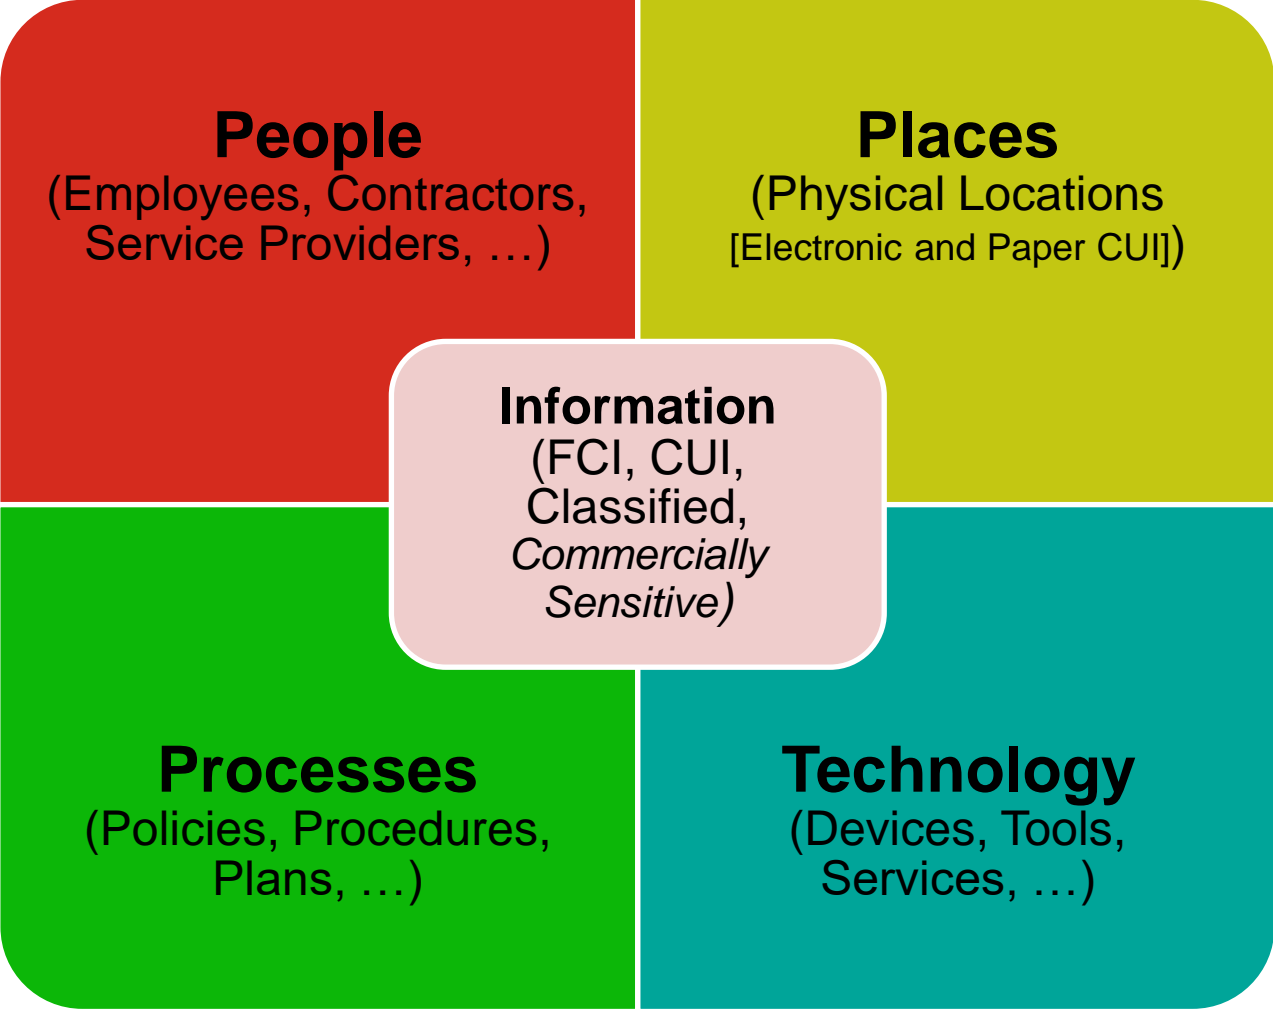 People
(Employees, Contractors,
Service Providers, …)
Places
(Physical Locations
[Electronic and Paper CUI])
Information
(FCI, CUI,
Classified,
Commercially
Sensitive)
Processes
(Policies, Procedures,
Plans, …)
Technology
(Devices, Tools,
Services, …)